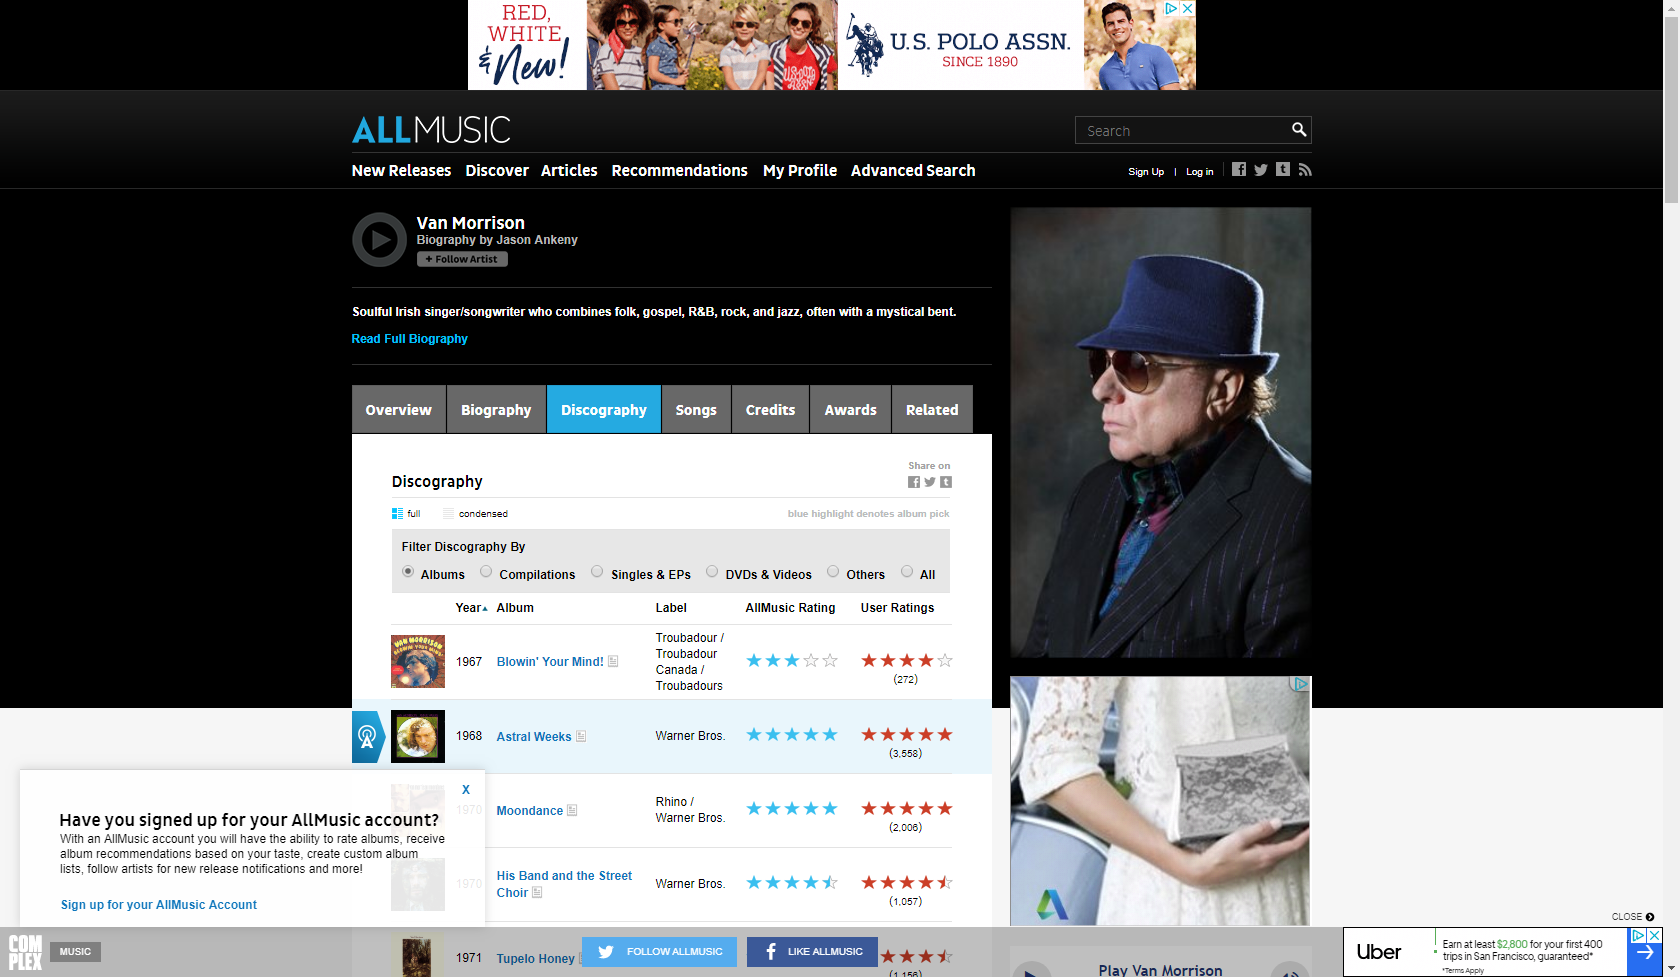 RED,
WHITE
& New!
U.S. POLO ASSN.
SINCE 1890
ALLMUSIC
Search
New Releases Discover Articles Recommendations My Profile Advanced Search
Sign Up | Log in
Van Morrison
Biography by Jason Ankeny
+ Follow Artist
Soulful Irish singer/songwriter who combines folk, gospel, R&B, rock, and jazz, often with a mystical bent.
Read Full Biography
Overview Biography Discography Songs Credits Awards Related
Share on
Discography
full condensed blue highlight denotes album pick
Filter Discography By
Albums Compilations Singles & EPs DVDs & Videos Others All
Year Album Label AllMusic Rating User Ratings
VAN MORRISON
BLOWIN' YOUR MIND!
1967 Blowin' Your Mind! Troubadour /
Troubadour
Canada /
Troubadours
(272)
1968 Astral Weeks Warner Bros.
(3,558)
1970 Moondance Rhino /
Warner Bros.
(2,006)
1970 His Band and the Street
Choir
Warner Bros.
(1,057)
1971 Tupelo Honey
(1,156)
X
Have you signed up for your AllMusic account?
With an AllMusic account you will have the ability to rate albums, receive
album recommendations based on your taste, create custom album
lists, follow artists for new release notifications and more!
Sign up for your AllMusic Account
COM
PLEX
MUSIC
FOLLOW ALLMUSIC
LIKE ALLMUSIC
Play Van Morrison
CLOSE
Uber
Earn at least $2,800 for your first 400
trips in San Francisco, guaranteed*
*Terms Apply